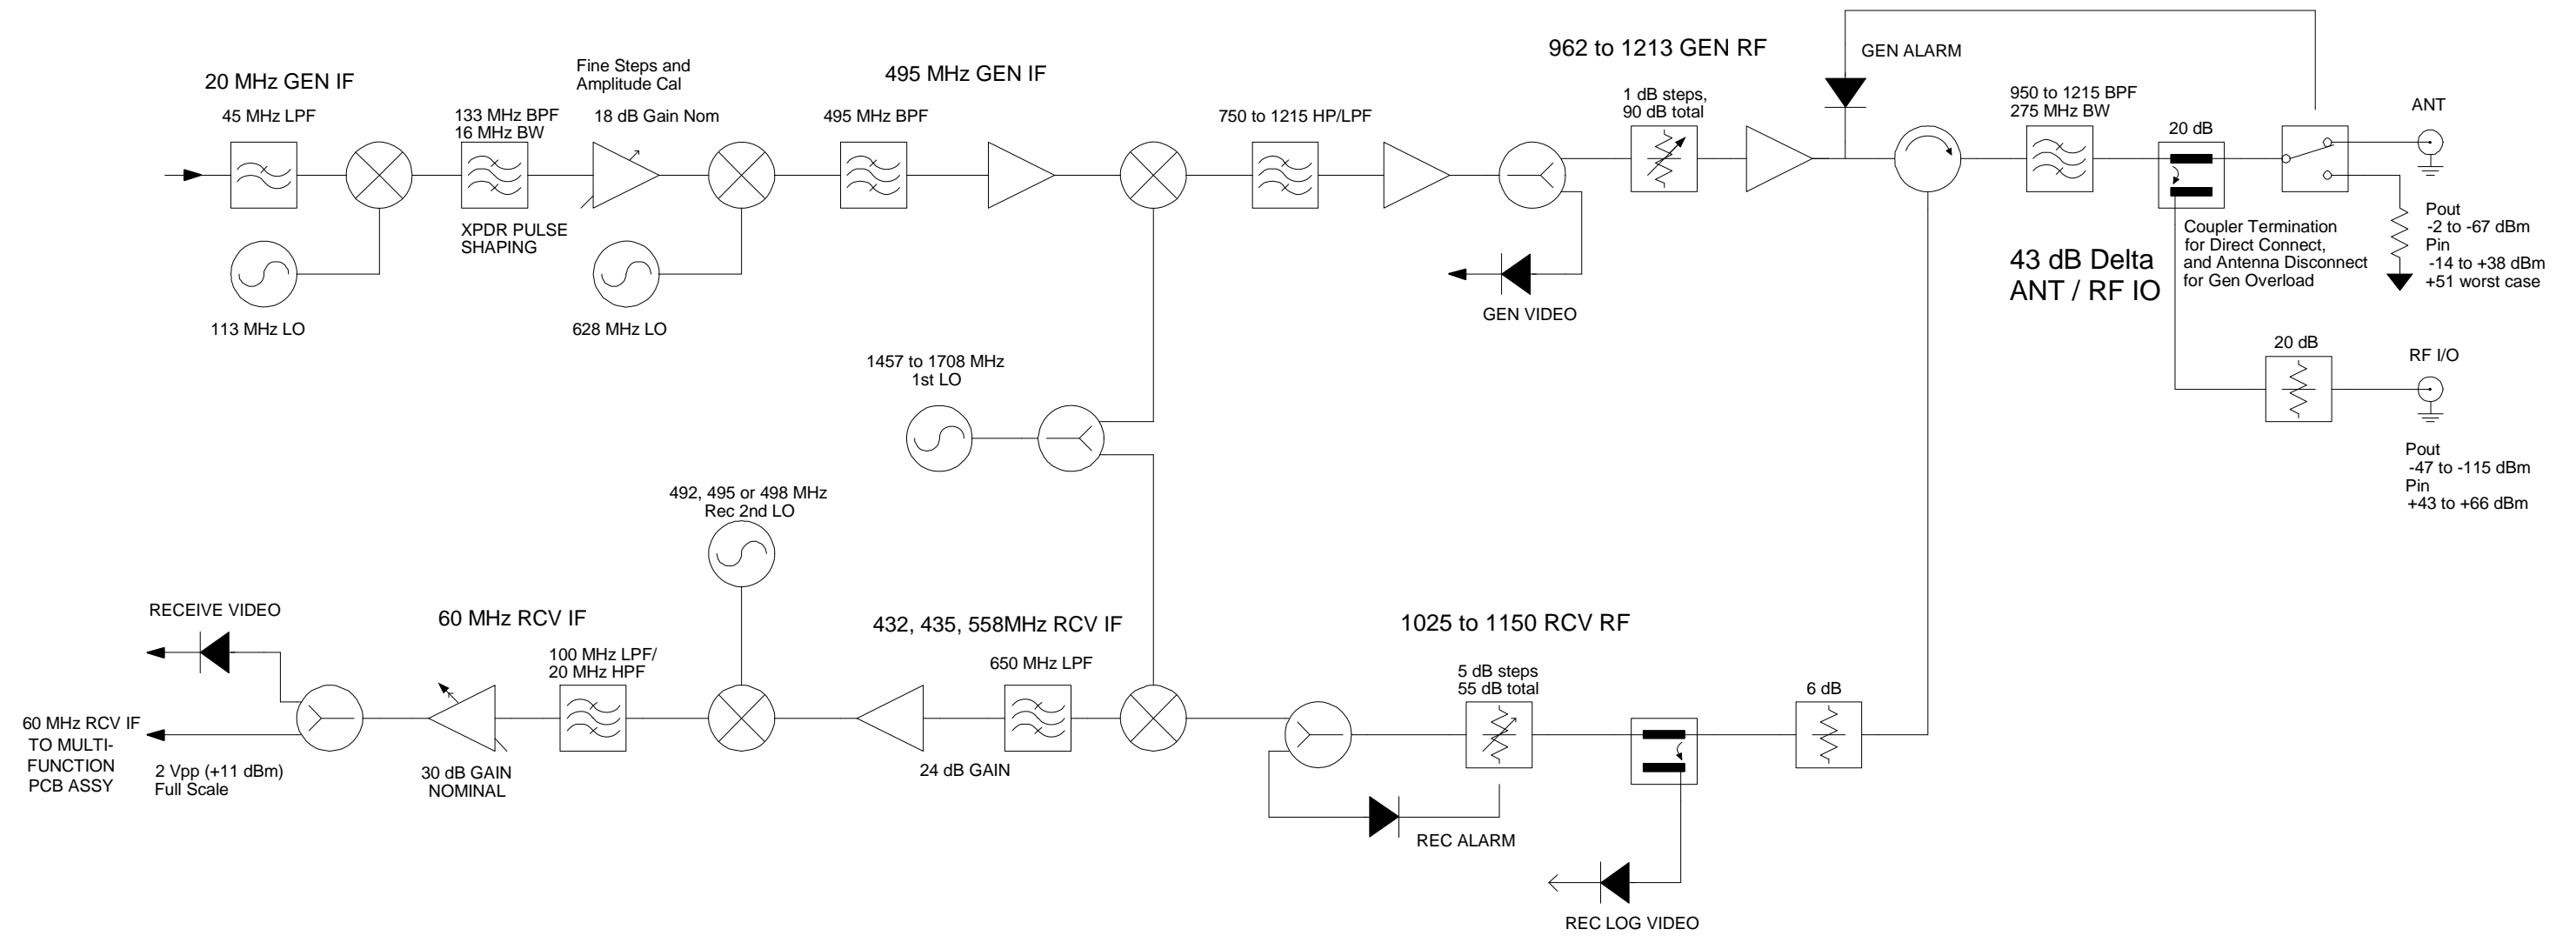 20 MHz GEN IF
45 MHz LPF
113 MHz LO
133 MHz BPF
16 MHz BW
XPDR PULSE
SHAPING
Fine Steps and
Amplitude Cal
18 dB Gain Nom
628 MHz LO
495 MHz GEN IF
495 MHz BPF
750 to 1215 HP/LPF
GEN VIDEO
962 to 1213 GEN RF
1 dB steps,
90 dB total
GEN ALARM
950 to 1215 BPF
275 MHz BW
20 dB
Coupler Termination
for Direct Connect,
and Antenna Disconnect
for Gen Overload
43 dB Delta
ANT / RF IO
ANT
Pout
-2 to -67 dBm
Pin
-14 to +38 dBm
+51 worst case
20 dB
RF I/O
Pout
-47 to -115 dBm
Pin
+43 to +66 dBm
1457 to 1708 MHz
1st LO
492, 495 or 498 MHz
Rec 2nd LO
RECEIVE VIDEO
60 MHz RCV IF
TO MULTI-
FUNCTION
PCB ASSY
2 Vpp (+11 dBm)
Full Scale
60 MHz RCV IF
30 dB GAIN
NOMINAL
100 MHz LPF/
20 MHz HPF
432, 435, 558MHz RCV IF
24 dB GAIN
650 MHz LPF
1025 to 1150 RCV RF
5 dB steps
55 dB total
REC ALARM
REC LOG VIDEO
6 dB